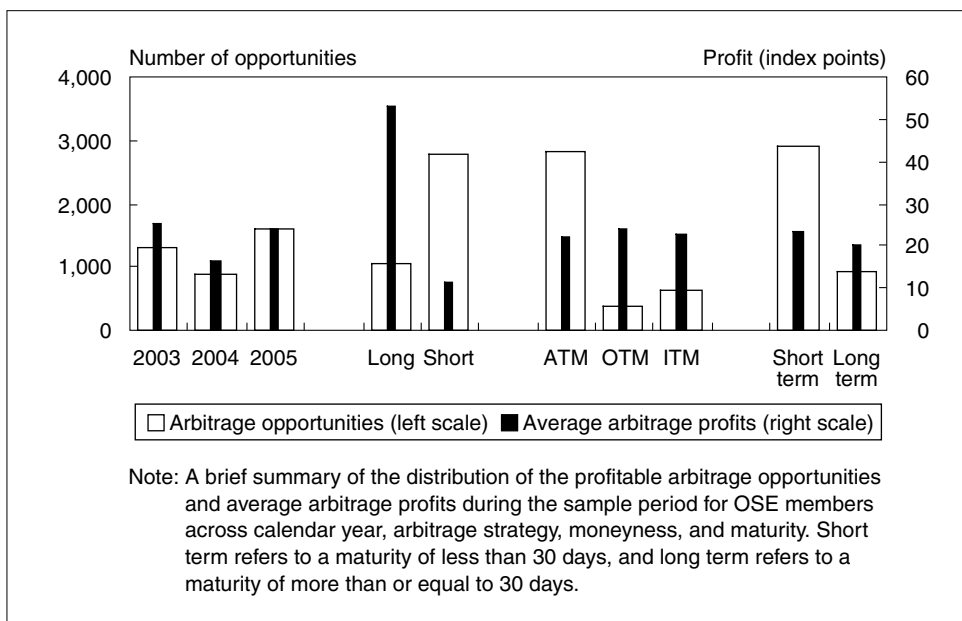 Number of opportunities
Profit (index points)
4,000
3,000
2,000
1,000
0
60
50
40
30
20
10
0
2003 2004 2005 Long Short ATM OTM ITM Short term Long term
Arbitrage opportunities (left scale) Average arbitrage profits (right scale)
Note: A brief summary of the distribution of the profitable arbitrage opportunities
and average arbitrage profits during the sample period for OSE members
across calendar year, arbitrage strategy, moneyness, and maturity. Short
term refers to a maturity of less than 30 days, and long term refers to a
maturity of more than or equal to 30 days.